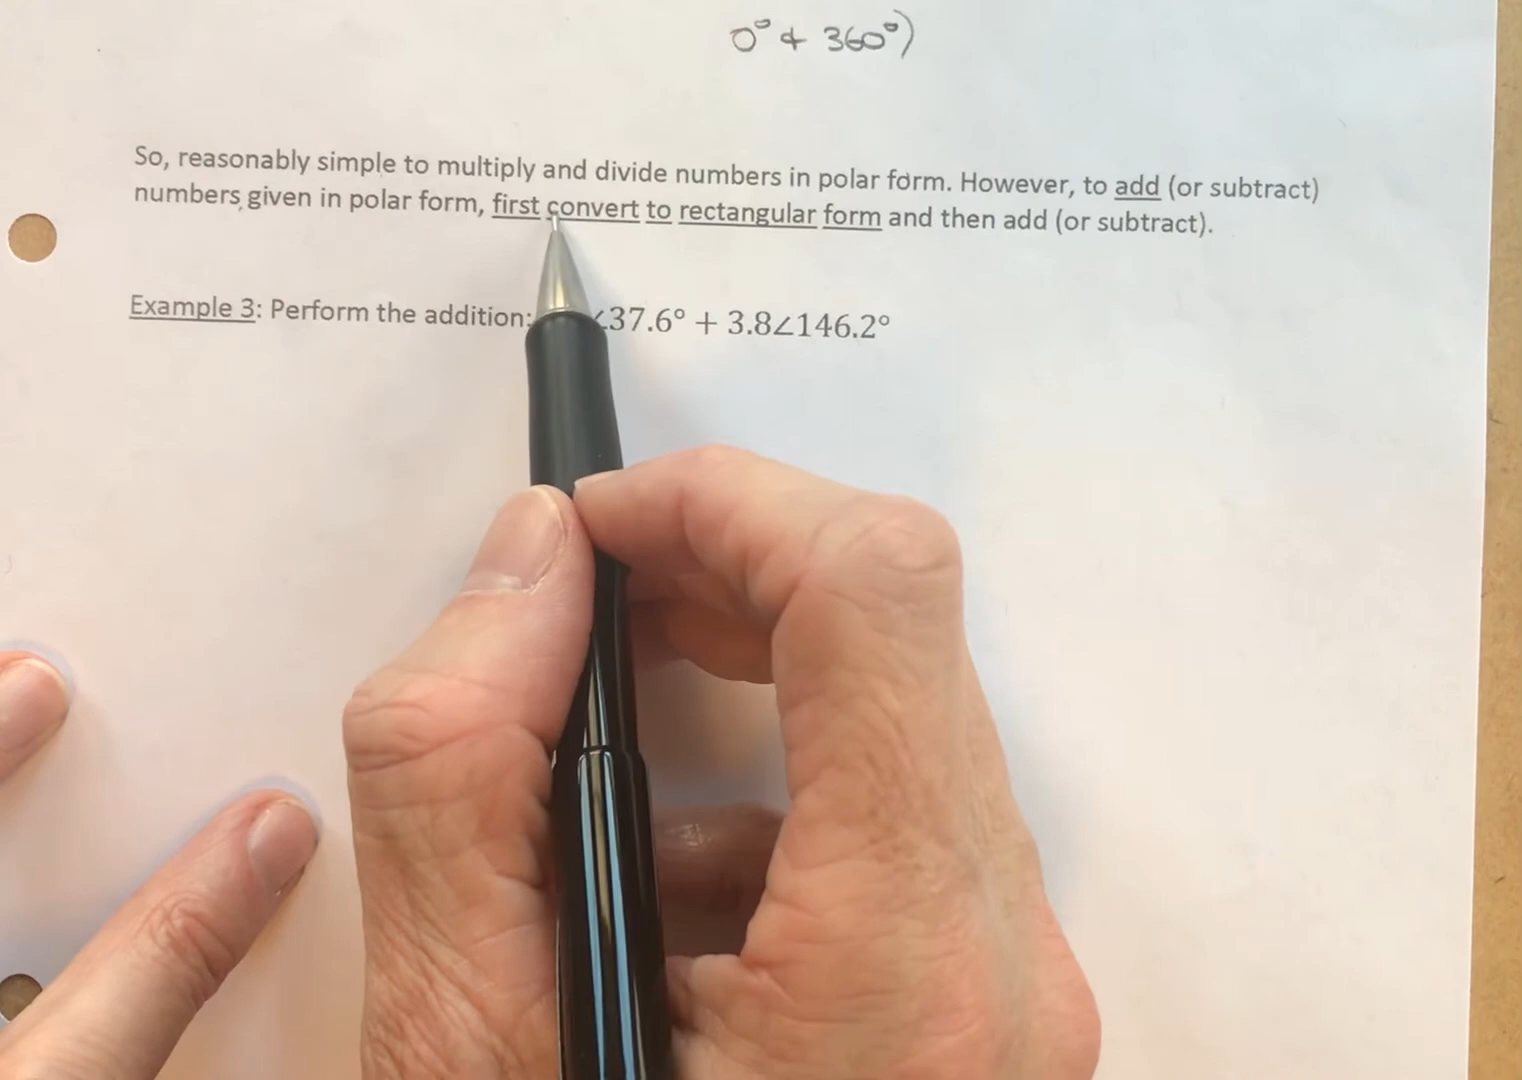 0° & 360°)
So, reasonably simple to multiply and divide numbers in polar form. However, to add (or subtract)
numbers given in polar form, first convert to rectangular form and then add (or subtract).
Example 3: Perform the addition: ∠37.6° + 3.8∠146.2°